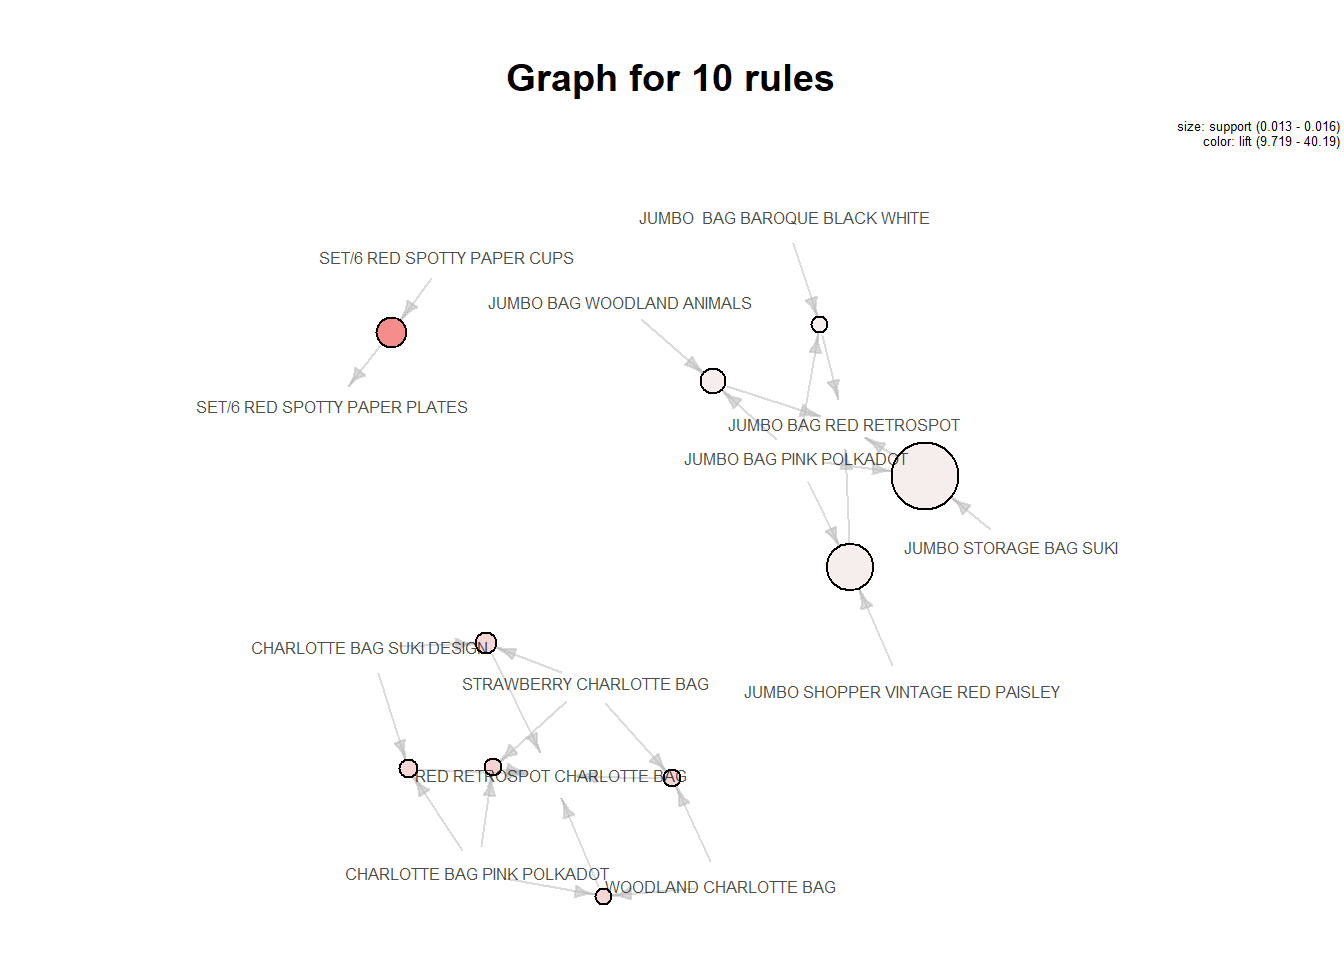 Graph for 10 rules
size: support (0.013 - 0.016)
color: lift (9.719 - 40.19)
JUMBO  BAG BAROQUE BLACK WHITE
SET/6 RED SPOTTY PAPER CUPS
JUMBO BAG WOODLAND ANIMALS
SET/6 RED SPOTTY PAPER PLATES
JUMBO BAG RED RETROSPOT
JUMBO BAG PINK POLKADOT
JUMBO STORAGE BAG SUKI
CHARLOTTE BAG SUKI DESIGN
STRAWBERRY CHARLOTTE BAG
JUMBO SHOPPER VINTAGE RED PAISLEY
RED RETROSPOT CHARLOTTE BAG
CHARLOTTE BAG PINK POLKADOT
WOODLAND CHARLOTTE BAG